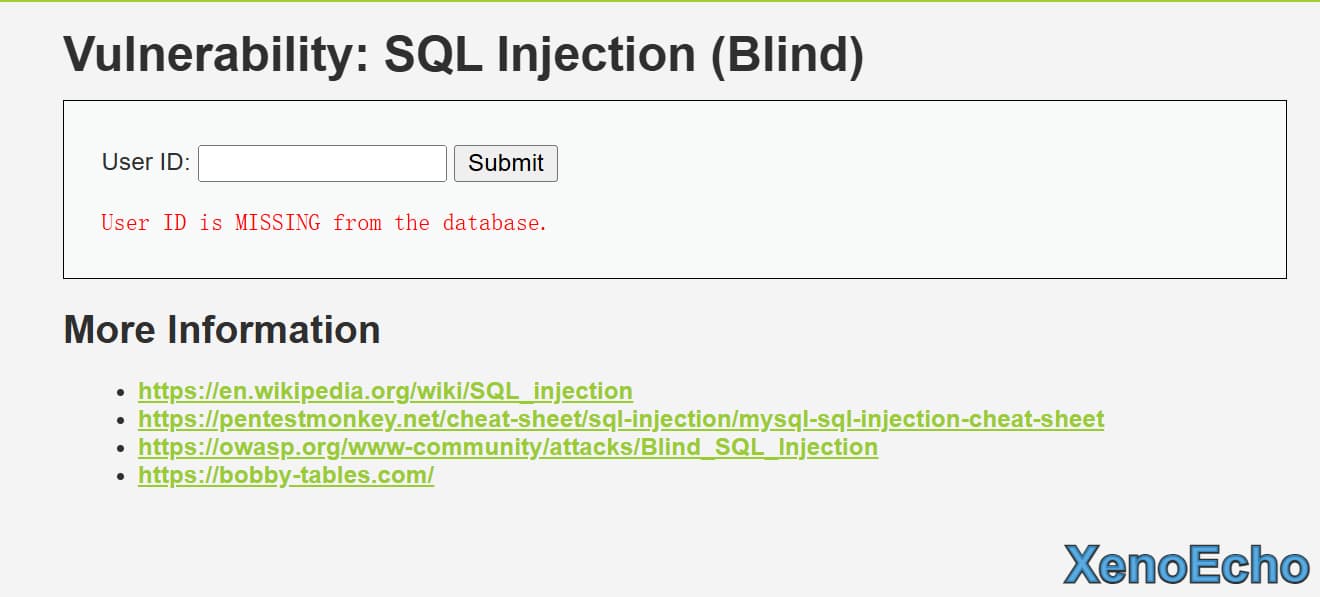 Vulnerability: SQL Injection (Blind)
User ID: Submit
User ID is MISSING from the database.
More Information
https://en.wikipedia.org/wiki/SQL_injection
https://pentestmonkey.net/cheat-sheet/sql-injection/mysql-sql-injection-cheat-sheet
https://owasp.org/www-community/attacks/Blind_SQL_Injection
https://bobby-tables.com/
XenoEcho